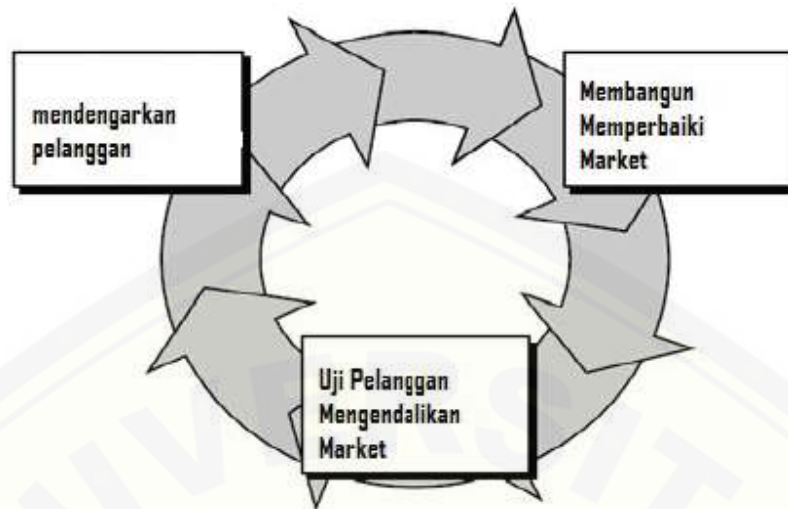 mendengarkan
pelanggan
Membangun
Memperbaiki
Market
Uji Pelanggan
Mengendalikan
Market